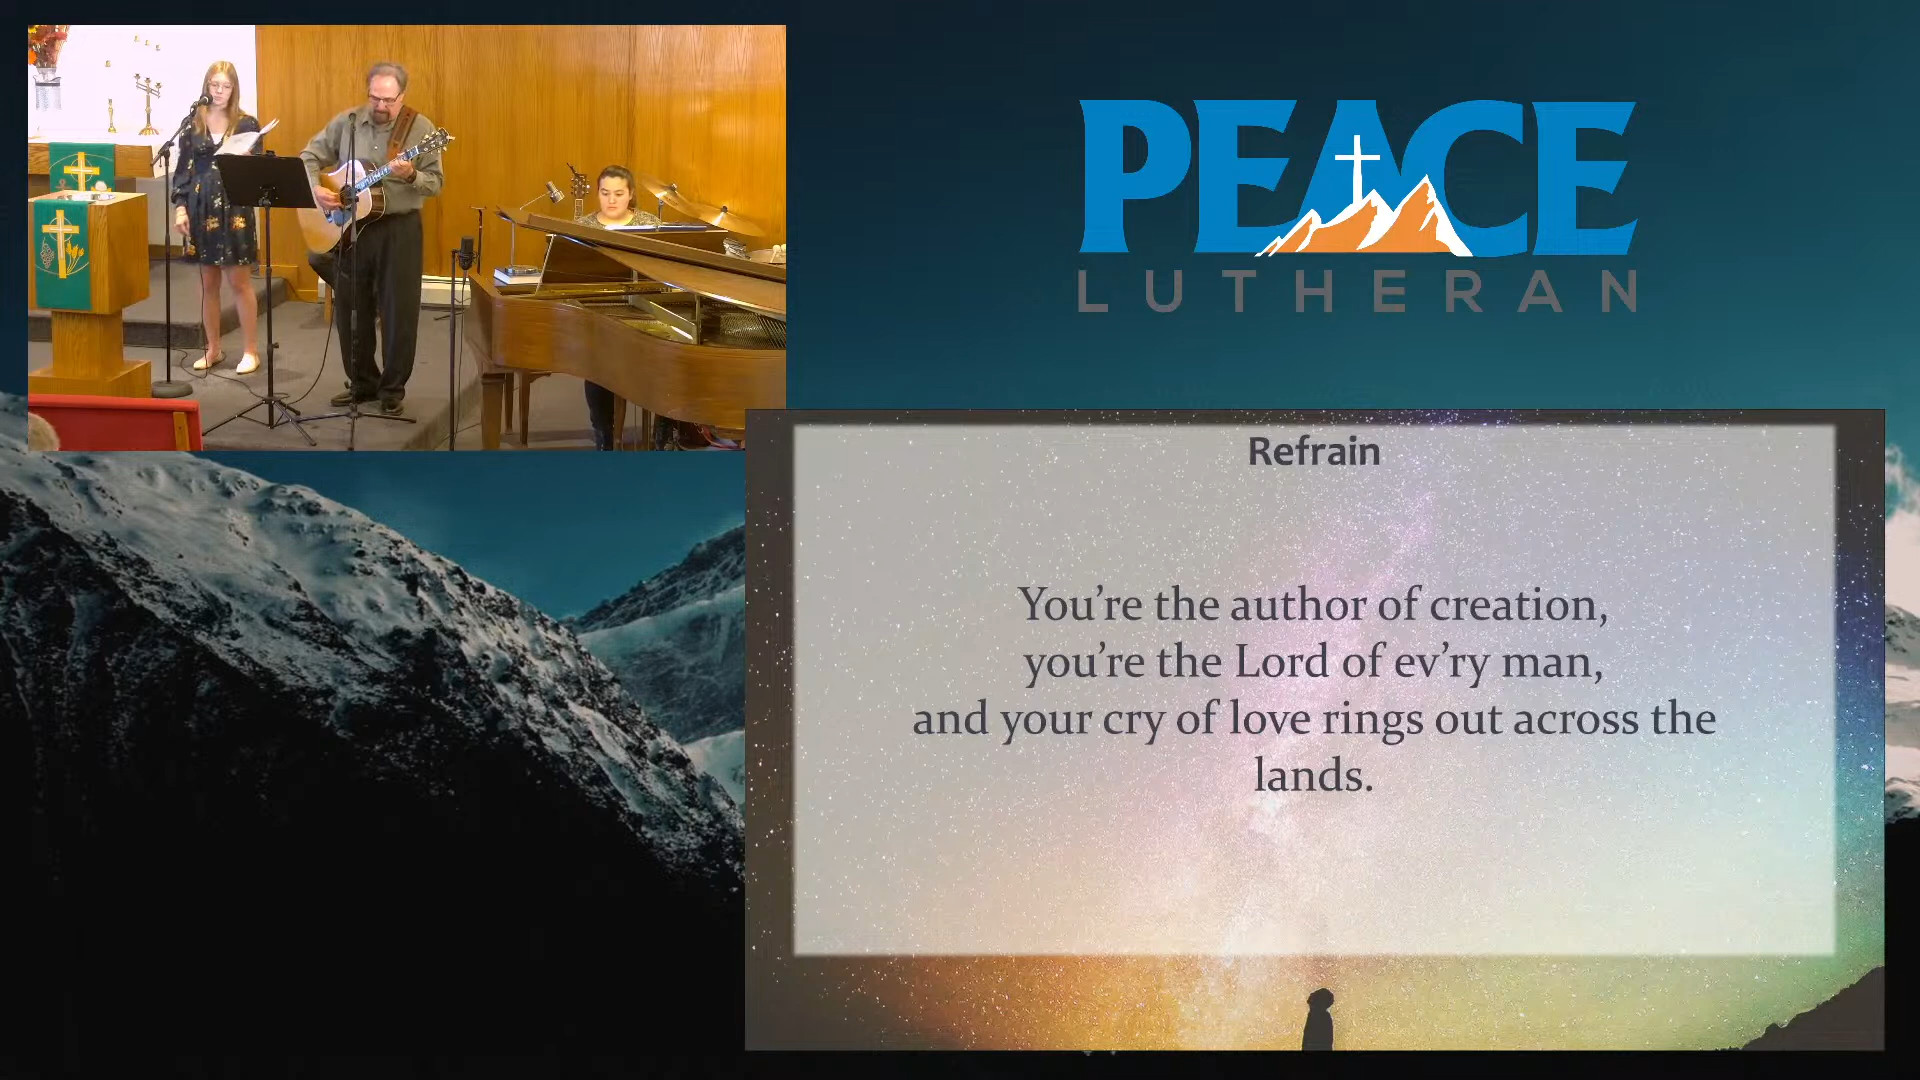 PEACE
LUTHERAN
Refrain
You’re the author of creation,
you’re the Lord of ev’ry man,
and your cry of love rings out across the
lands.